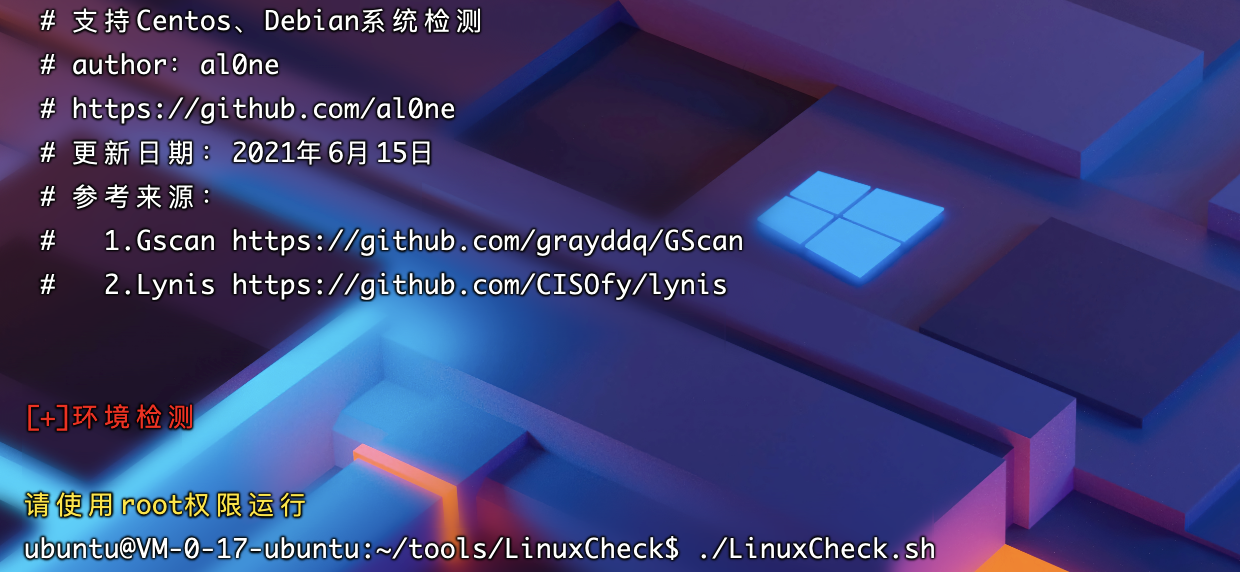 # 支持Centos、Debian系统检测
# author: al0ne
# https://github.com/al0ne
# 更新日期: 2021年6月15日
# 参考来源:
#   1.Gscan https://github.com/grayddq/GScan
#   2.Lynis https://github.com/CISOfy/lynis
[+]环境检测
请使用root权限运行
ubuntu@VM-0-17-ubuntu:~/tools/LinuxCheck$ ./LinuxCheck.sh